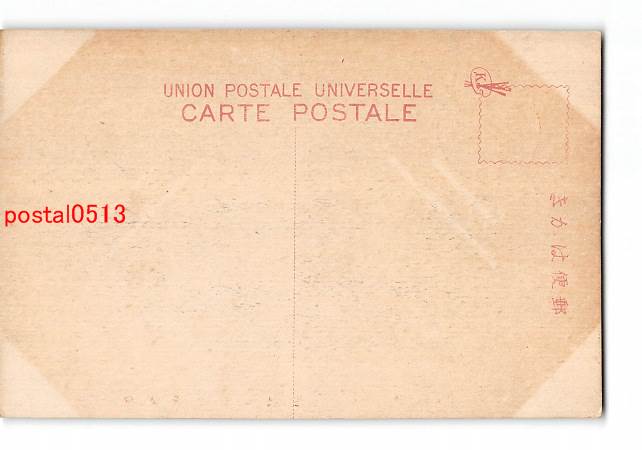 UNION POSTALE UNIVERSELLE
CARTE POSTALE
K
postal0513
きかは便郵